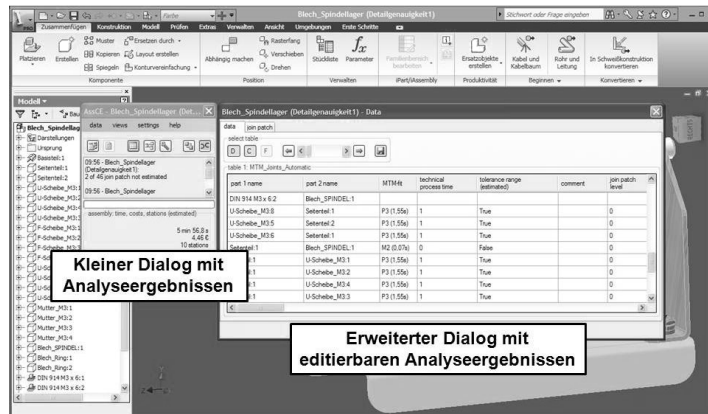 Farbe
Blech_Spindellager (Detailgenauigkeit1)
Stichwort oder Frage eingeben
PRO
Zusammenfügen Konstruktion Modell Prüfen Extras Verwalten Ansicht Umgebungen Erste Schritte
Platzieren Erstellen
Muster Ersetzen durch
Kopieren Layout erstellen
Spiegeln Konturvereinfachung
Abhängig machen
Rasterfang
Verschieben
Drehen
Stückliste Parameter
Familienbereich bearbeiten
Ersatzobjekte erstellen
Kabel und Kabelbaum
Rohr und Leitung
In Schweißkonstruktion konvertieren
Komponente Position Verwalten iPart/iAssembly Produktivität Beginnen Konvertieren
Modell
Blech_Spindellag
Darstellungen
Ursprung
Basisteil:1
Seitenteil:1
Seitenteil:2
U-Scheibe_M3:1
Mutter_M3:1
Mutter_M3:2
Mutter_M3:3
Mutter_M3:4
Blech_SPINDEL:1
Blech_Ring:1
Blech_Ring:2
DIN 914 M3 x 6:1
DIN 914 M3 x 6:2
AssCE - Blech_Spindellager (Det...
data views settings help
09:56 - Blech_Spindellager
(Detailgenauigkeit1):
2 of 46 join patch not estimated
09:56 - Blech_Spindellager
assembly: time, costs, stations (estimated)
5 min 56,8 s
4,46 €
10 stations
Blech_Spindellager (Detailgenauigkeit1) - Data
data join patch
select table
D C F
table 1: MTM_Joints_Automatic
part 1 name part 2 name MTM-fit technical process time tolerance range (estimated) comment join patch level
DIN 914 M3 x 6:2 Blech_SPINDEL:1
U-Scheibe_M3:8 Seitenteil:1 P3 (1,55s) 1 True 0
U-Scheibe_M3:5 Seitenteil:2 P3 (1,55s) 1 True 0
U-Scheibe_M3:6 Seitenteil:2 P3 (1,55s) 1 True 0
Seitenteil:1 Blech_SPINDEL:1 M2 (0,07s) 0 False 0
:1 U-Scheibe_M3:1 P3 (1,55s) 1 True 0
:1 U-Scheibe_M3:2 P3 (1,55s) 1 True 0
:1 U-Scheibe_M3:4 P3 (1,55s) 1 True 0
:1 U-Scheibe_M3:3 P3 (1,55s) 1 True 0
Kleiner Dialog mit
Analyseergebnissen
Erweiterter Dialog mit
editierbaren Analyseergebnissen